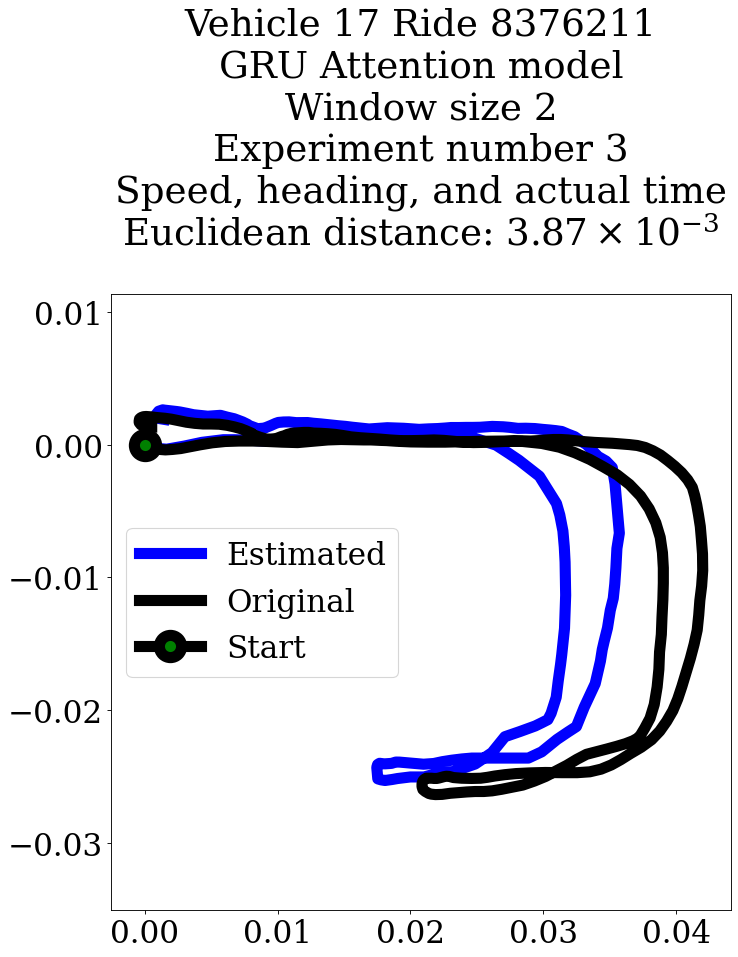 Vehicle 17 Ride 8376211
GRU Attention model
Window size 2
Experiment number 3
Speed, heading, and actual time
Euclidean distance: 3.87 × 10⁻³
0.01
0.00
−0.01
−0.02
−0.03
Estimated
Original
Start
0.00 0.01 0.02 0.03 0.04